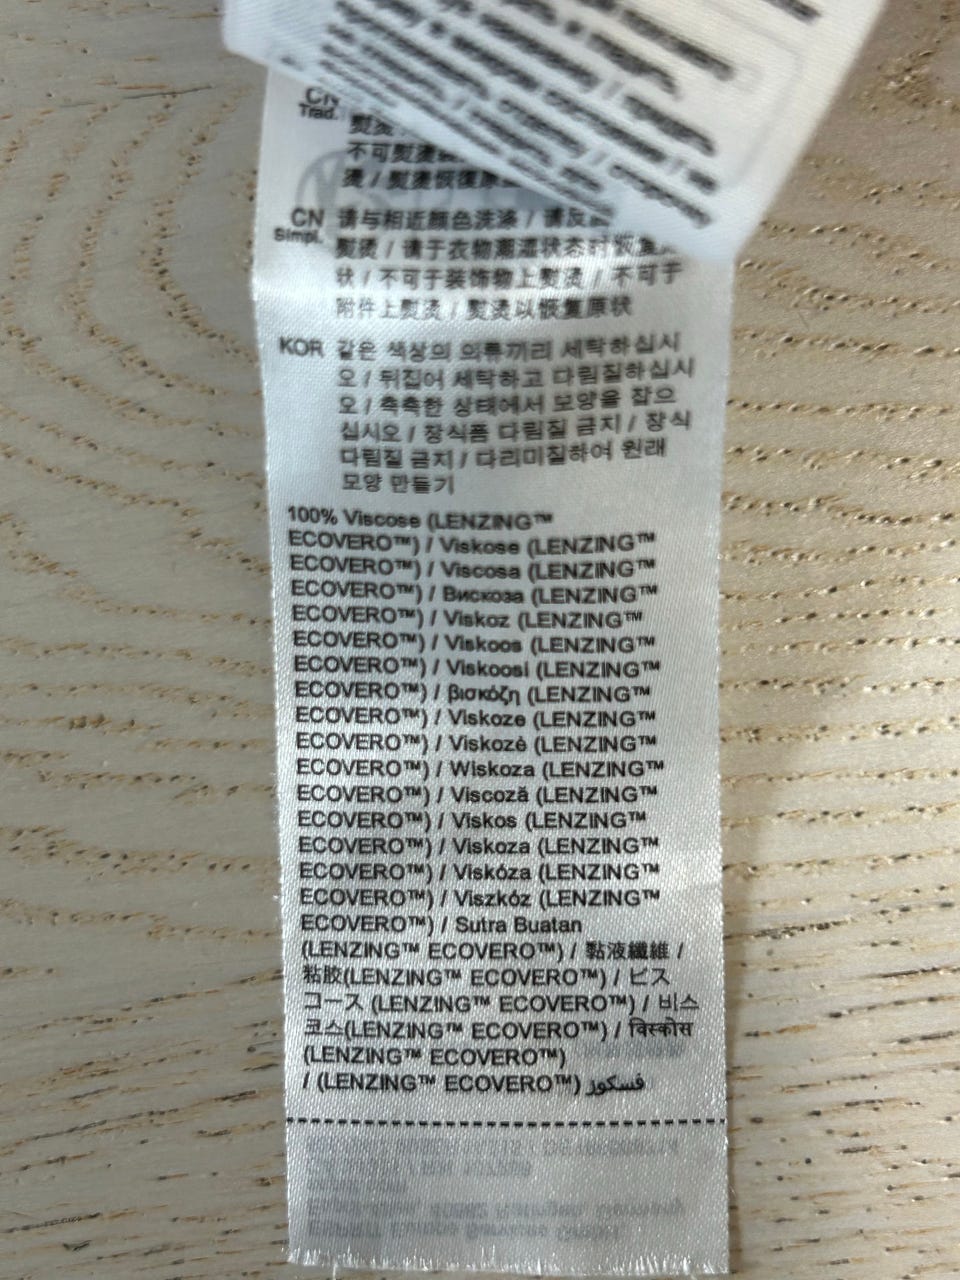 CN
Trad.
熨燙
不可熨燙
燙 / 熨燙恢復原
CN
Simpl.
请与相近颜色洗涤 / 请反
熨烫 / 请于衣物潮湿状态时恢复
状 / 不可于装饰物上熨烫 / 不可于
附件上熨烫 / 熨烫以恢复原状
KOR
같은 색상의 의류끼리 세탁하십시
오 / 뒤집어 세탁하고 다림질하십시
오 / 축축한 상태에서 모양을 잡으
십시오 / 장식품 다림질 금지 / 장식
다림질 금지 / 다리미질하여 원래
모양 만들기
100% Viscose (LENZING™
ECOVERO™) / Viskose (LENZING™
ECOVERO™) / Viscosa (LENZING™
ECOVERO™) / Вискоза (LENZING™
ECOVERO™) / Viskoz (LENZING™
ECOVERO™) / Viskoos (LENZING™
ECOVERO™) / Viskoosi (LENZING™
ECOVERO™) / βισκόζη (LENZING™
ECOVERO™) / Viskoze (LENZING™
ECOVERO™) / Viskozė (LENZING™
ECOVERO™) / Wiskoza (LENZING™
ECOVERO™) / Viscoză (LENZING™
ECOVERO™) / Viskos (LENZING™
ECOVERO™) / Viskoza (LENZING™
ECOVERO™) / Viskóza (LENZING™
ECOVERO™) / Viszkóz (LENZING™
ECOVERO™) / Sutra Buatan
(LENZING™ ECOVERO™) / 黏液纖維 /
粘胶(LENZING™ ECOVERO™) / ビス
コース (LENZING™ ECOVERO™) / 비스
코스(LENZING™ ECOVERO™) / विस्कोस
(LENZING™ ECOVERO™)
/ (LENZING™ ECOVERO™) فسكوز